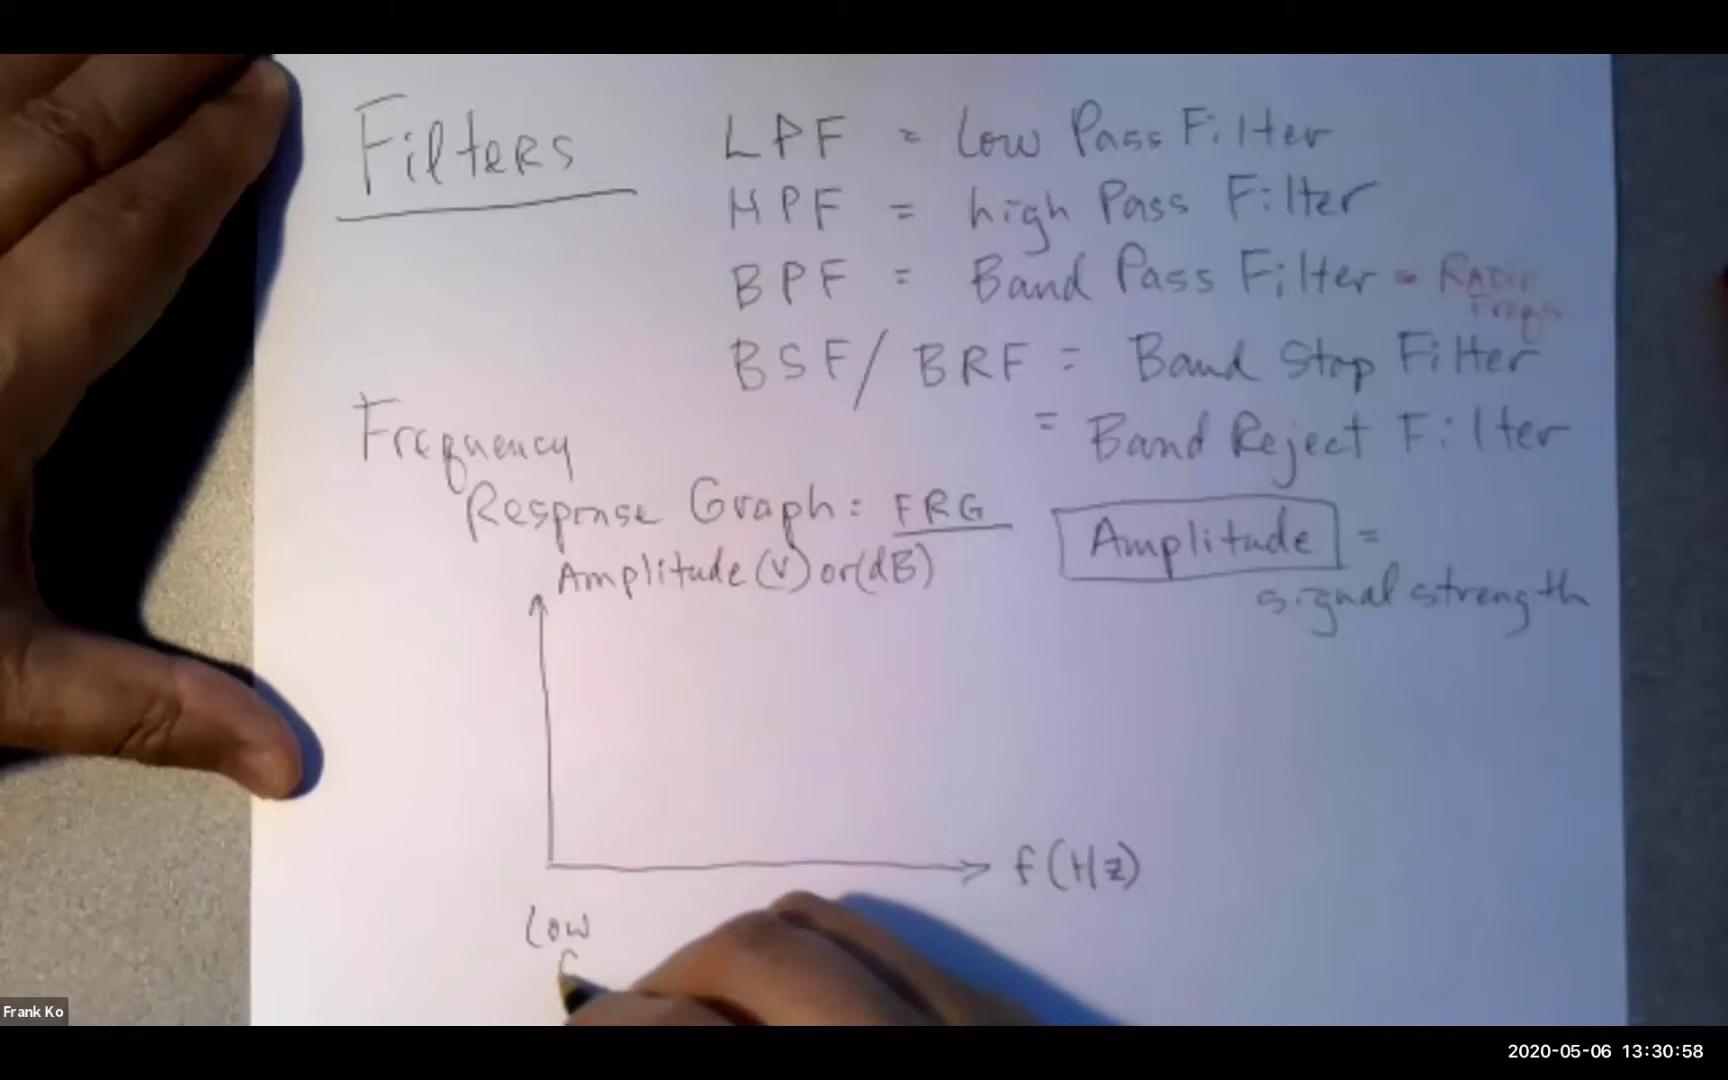 Filters
LPF = Low Pass Filter
HPF = high Pass Filter
BPF = Band Pass Filter = Radio Freqs
BSF/ BRF = Band Stop Filter
= Band Reject Filter
Frequency
Response Graph: FRG
Amplitude =
signal strength
Amplitude (V) or (dB)
f (Hz)
Low
f
Frank Ko
2020-05-06 13:30:58